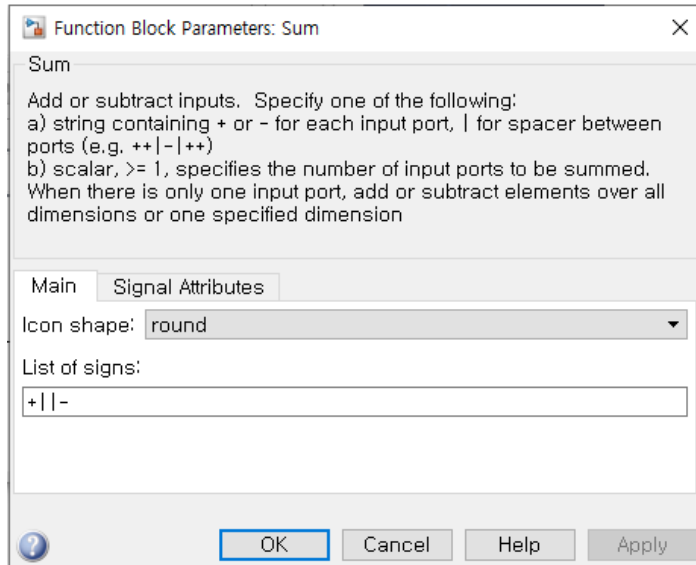 Function Block Parameters: Sum
Sum
Add or subtract inputs.  Specify one of the following:
a) string containing + or - for each input port, | for spacer between
ports (e.g. ++|-|++)
b) scalar, >= 1, specifies the number of input ports to be summed.
When there is only one input port, add or subtract elements over all
dimensions or one specified dimension
Main
Signal Attributes
Icon shape: round
List of signs:
+||-
OK
Cancel
Help
Apply